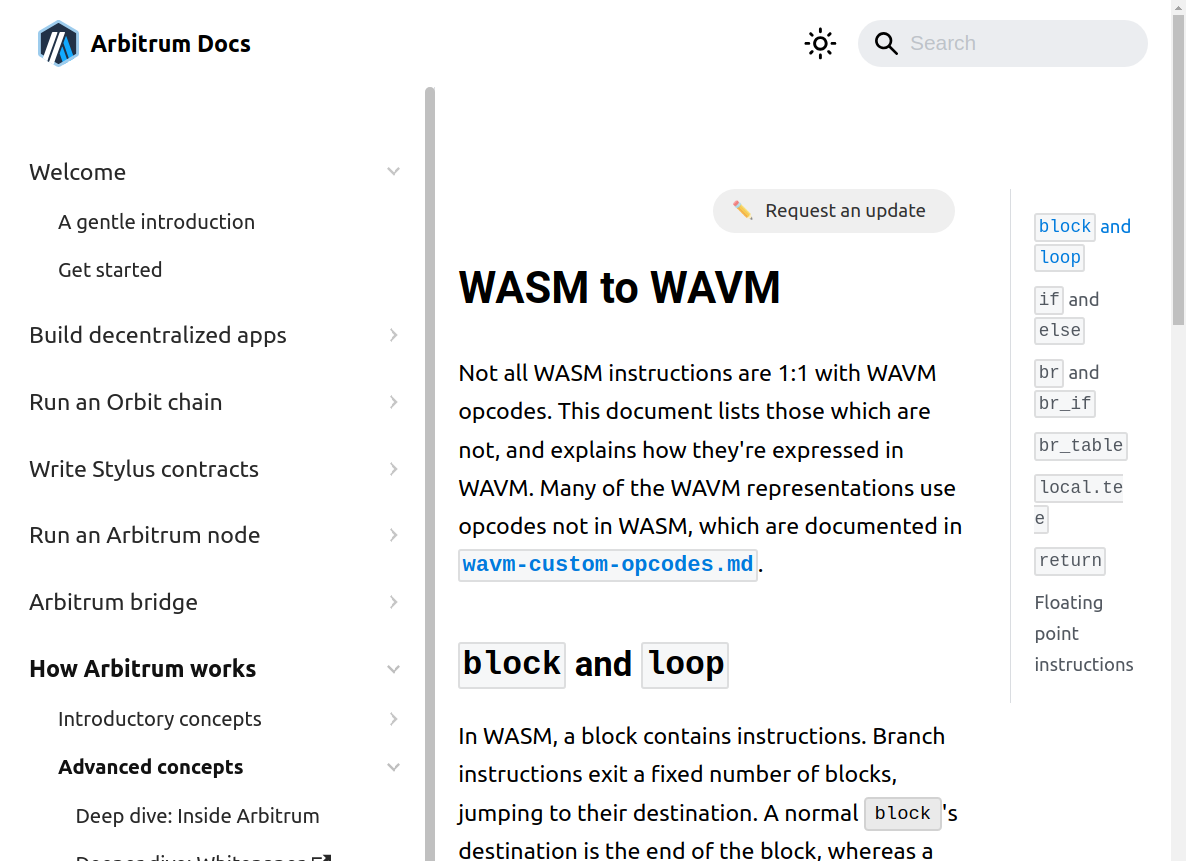 Arbitrum Docs
Search
Welcome
A gentle introduction
Get started
Build decentralized apps
Run an Orbit chain
Write Stylus contracts
Run an Arbitrum node
Arbitrum bridge
How Arbitrum works
Introductory concepts
Advanced concepts
Deep dive: Inside Arbitrum
Deeper dive: Whitepaper
Request an update
WASM to WAVM
Not all WASM instructions are 1:1 with WAVM
opcodes. This document lists those which are
not, and explains how they're expressed in
WAVM. Many of the WAVM representations use
opcodes not in WASM, which are documented in
wavm-custom-opcodes.md.
block and loop
In WASM, a block contains instructions. Branch
instructions exit a fixed number of blocks,
jumping to their destination. A normal block's
destination is the end of the block, whereas a
block and
loop
if and
else
br and
br_if
br_table
local.te
e
return
Floating
point
instructions